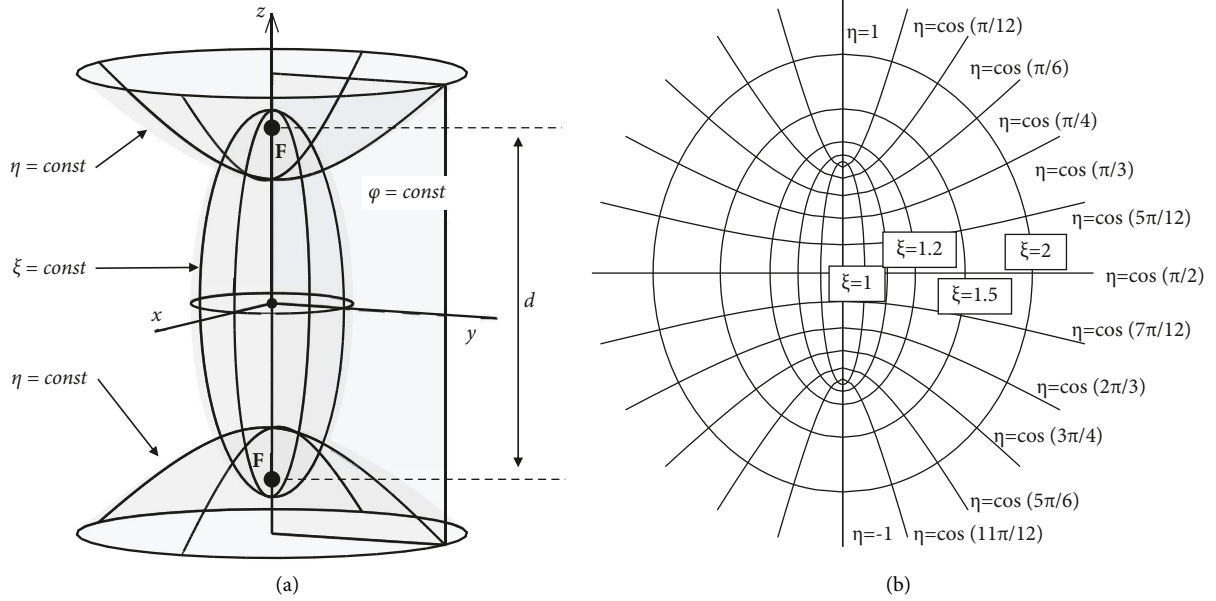 z
F
η = const
φ = const
ξ = const
d
x
y
η = const
F
(a)
η=1
η=cos (π/12)
η=cos (π/6)
η=cos (π/4)
η=cos (π/3)
η=cos (5π/12)
ξ=1.2
ξ=2
ξ=1
η=cos (π/2)
ξ=1.5
η=cos (7π/12)
η=cos (2π/3)
η=cos (3π/4)
η=cos (5π/6)
η=-1
η=cos (11π/12)
(b)